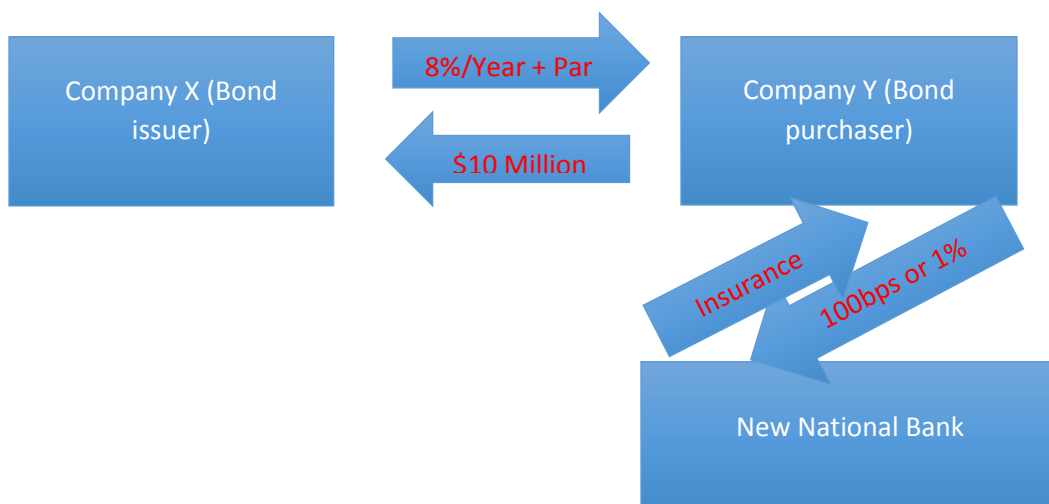 Company X (Bond
issuer)
8%/Year + Par
$10 Million
Company Y (Bond
purchaser)
Insurance
100bps or 1%
New National Bank